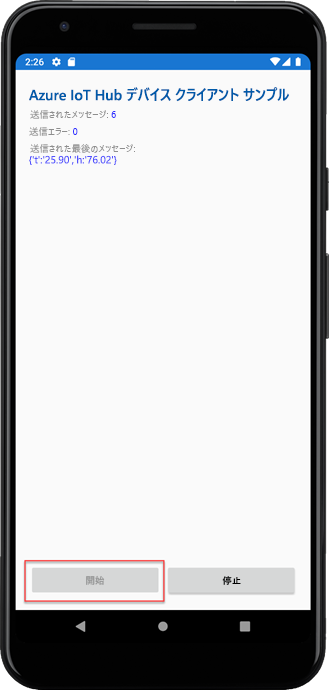 2:26
Azure IoT Hub デバイス クライアント サンプル
送信されたメッセージ: 6
送信エラー: 0
送信された最後のメッセージ:
{'t':'25.90','h:'76.02'}
開始 停止